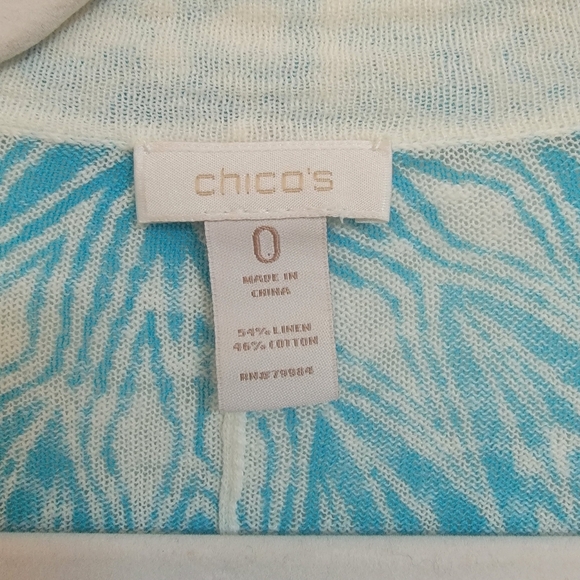 chico's
0
MADE IN
CHINA
54% LINEN
46% COTTON
RN#79984